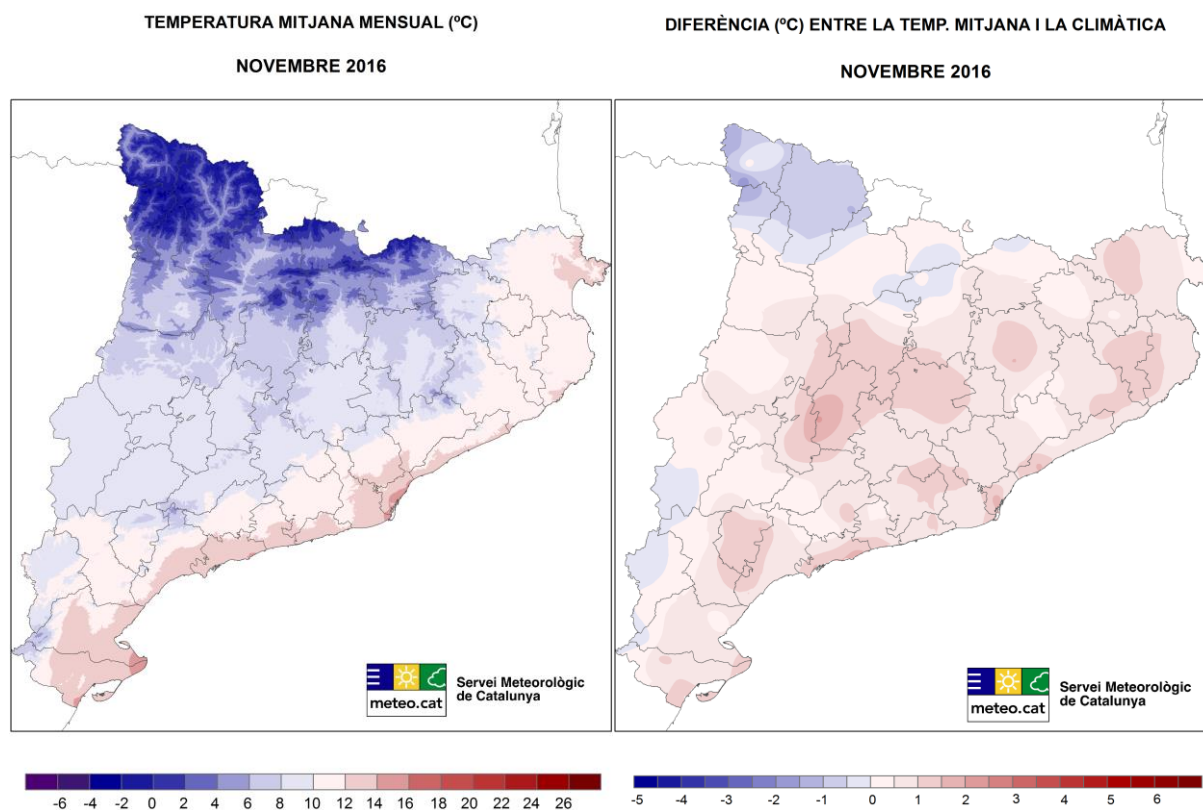 TEMPERATURA MITJANA MENSUAL (ºC)
NOVEMBRE 2016
DIFERÈNCIA (ºC) ENTRE LA TEMP. MITJANA I LA CLIMÀTICA
NOVEMBRE 2016
meteo.cat
Servei Meteorològic
de Catalunya
meteo.cat
Servei Meteorològic
de Catalunya
-6 -4 -2 0 2 4 6 8 10 12 14 16 18 20 22 24 26
-5 -4 -3 -2 -1 0 1 2 3 4 5 6